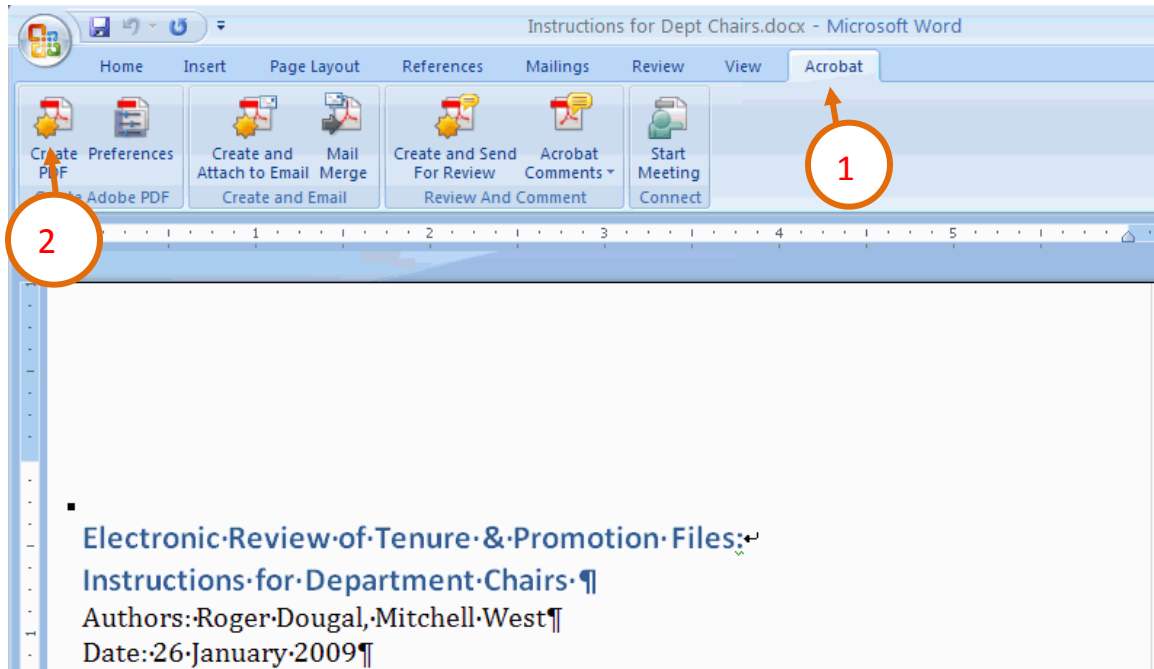 Instructions for Dept Chairs.docx - Microsoft Word
Home Insert Page Layout References Mailings Review View Acrobat
Create PDF
Preferences
Create and Attach to Email
Mail Merge
Create and Send For Review
Acrobat Comments
Start Meeting
1
Create Adobe PDF
Create and Email
Review And Comment
Connect
2
1 2 3 4 5
Electronic·Review·of·Tenure·&·Promotion·Files:↵
Instructions·for·Department·Chairs·¶
Authors:·Roger·Dougal,·Mitchell·West¶
Date:·26·January·2009¶
1